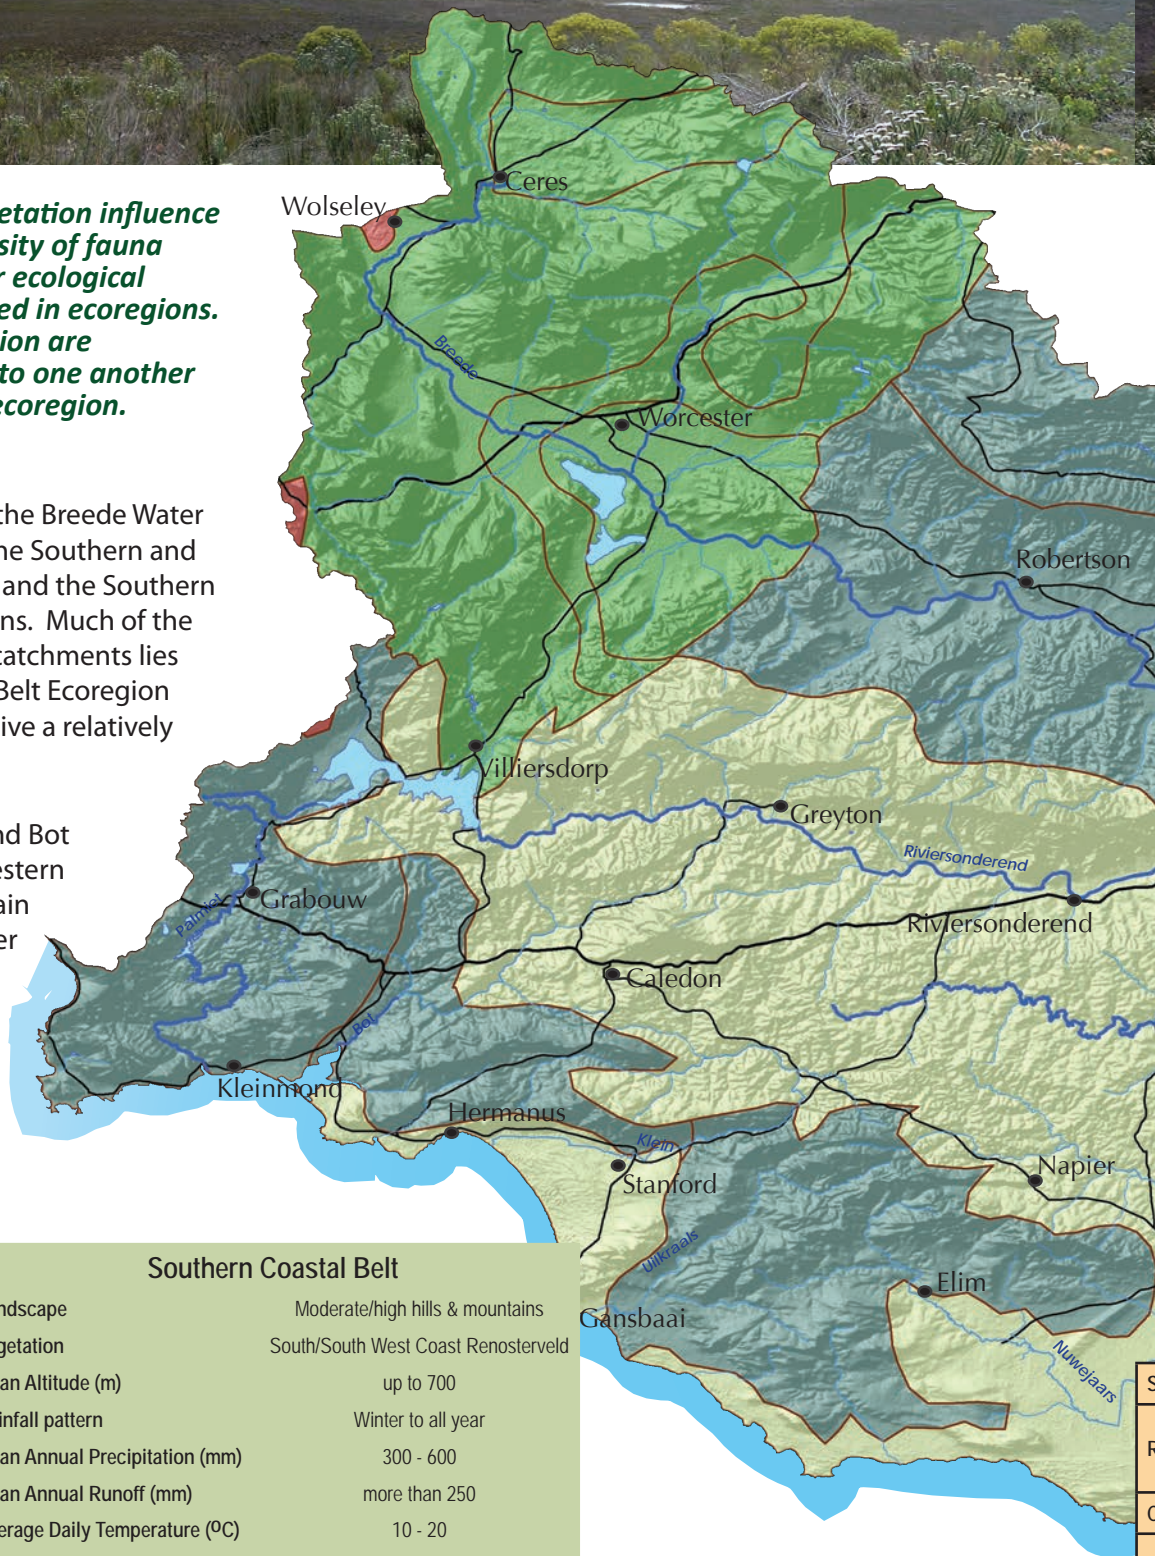 etation influence
sity of fauna
r ecological
ed in ecoregions.
ion are
to one another
ecoregion.
the Breede Water
he Southern and
and the Southern
ns. Much of the
catchments lies
Belt Ecoregion
ive a relatively
nd Bot
estern
ain
er
Ceres
Wolseley
Breede
Worcester
Robertson
Villiersdorp
Greyton
Riviersonderend
Grabouw
Palmiet
Riviersonderend
Caledon
Bot
Kleinmond
Hermanus
Klein
Stanford
Napier
Uilkraals
Elim
Gansbaai
Nuwejaars
Southern Coastal Belt
ndscape Moderate/high hills & mountains
getation South/South West Coast Renosterveld
an Altitude (m) up to 700
infall pattern Winter to all year
an Annual Precipitation (mm) 300 - 600
an Annual Runoff (mm) more than 250
erage Daily Temperature (ºC) 10 - 20
S
R